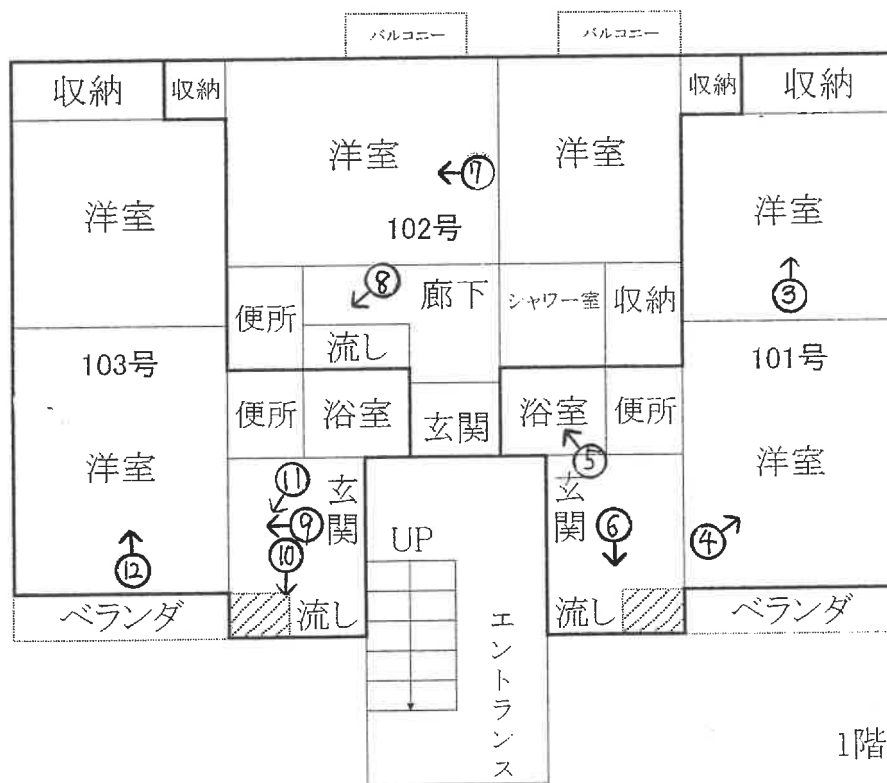 バルコニー
バルコニー
収納
収納
収納
収納
洋室
洋室
洋室
洋室
⑦
102号
⑧
廊下
シャワー室
収納
③
便所
流し
103号
101号
便所
浴室
玄関
浴室
便所
洋室
洋室
⑤
⑪
玄関
玄関
⑨
⑥
④
⑩
UP
⑫
ベランダ
流し
エントランス
流し
ベランダ
1階